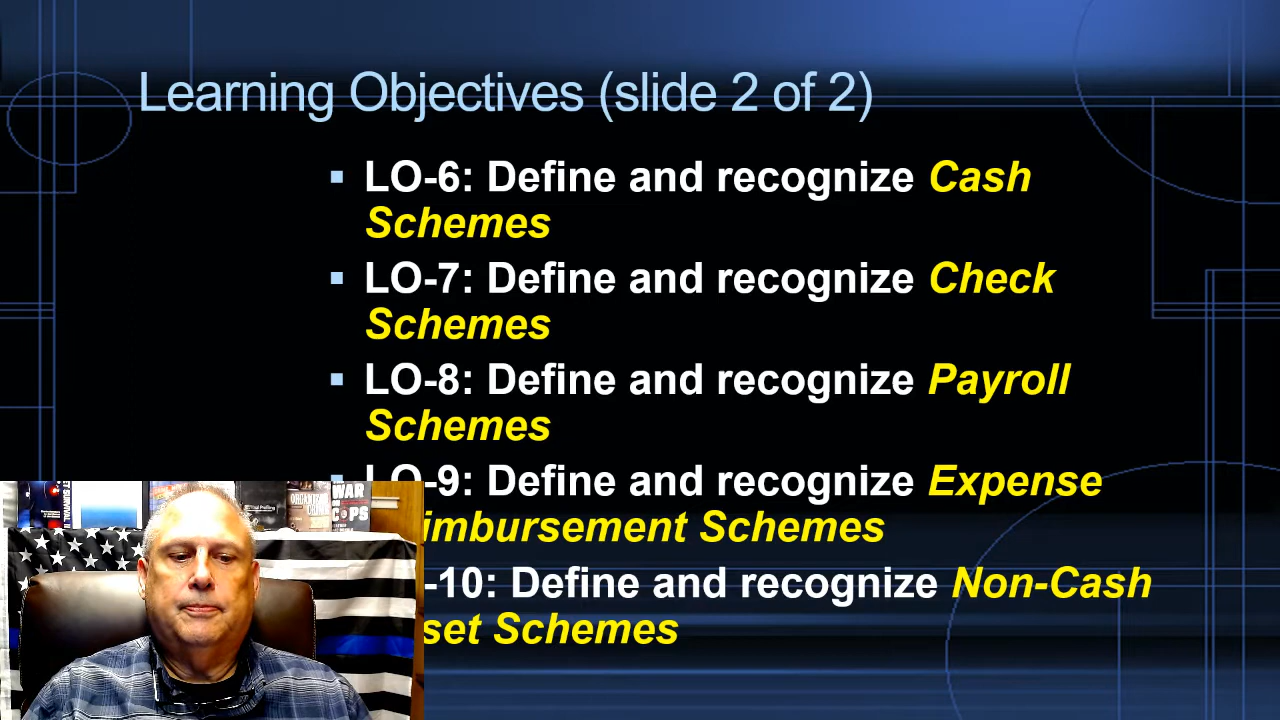 Learning Objectives (slide 2 of 2)
LO-6: Define and recognize Cash
Schemes
LO-7: Define and recognize Check
Schemes
LO-8: Define and recognize Payroll
Schemes
LO-9: Define and recognize Expense
imbursement Schemes
-10: Define and recognize Non-Cash
set Schemes
WAR
COPS